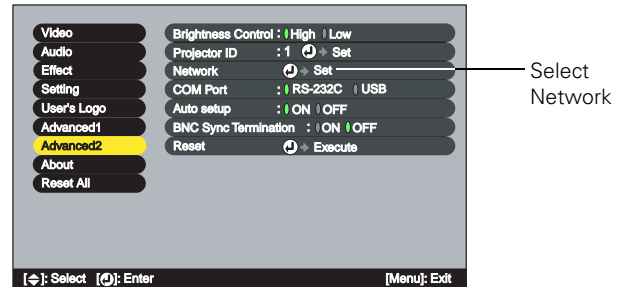 Video
Audio
Effect
Setting
User's Logo
Advanced1
Advanced2
About
Reset All
Brightness Control : High Low
Projector ID : 1 Set
Network Set
COM Port : RS-232C USB
Auto setup : ON OFF
BNC Sync Termination : ON OFF
Reset Execute
Select
Network
[ ]: Select [ ]: Enter [Menu]: Exit